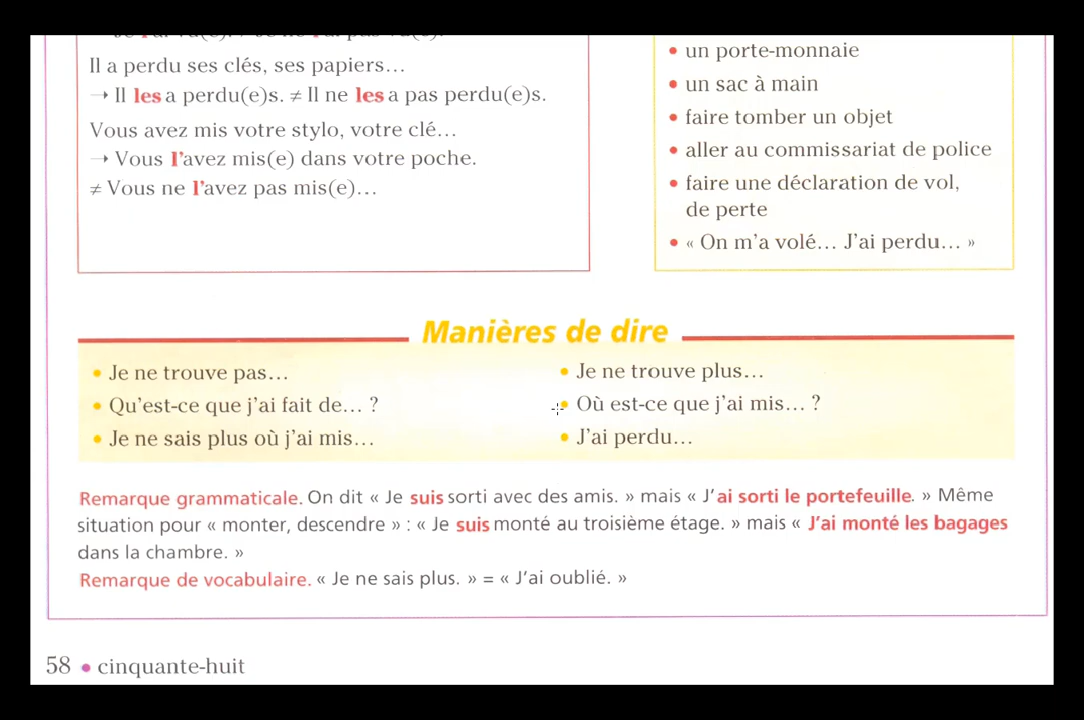 Il a perdu ses clés, ses papiers…
→ Il les a perdu(e)s. ≠ Il ne les a pas perdu(e)s.
Vous avez mis votre stylo, votre clé…
→ Vous l'avez mis(e) dans votre poche.
≠ Vous ne l'avez pas mis(e)…
• un porte-monnaie
• un sac à main
• faire tomber un objet
• aller au commissariat de police
• faire une déclaration de vol,
de perte
• « On m'a volé… J'ai perdu… »
Manières de dire
• Je ne trouve pas…
• Qu'est-ce que j'ai fait de… ?
• Je ne sais plus où j'ai mis…
• Je ne trouve plus…
• Où est-ce que j'ai mis… ?
• J'ai perdu…
Remarque grammaticale. On dit « Je suis sorti avec des amis. » mais « J'ai sorti le portefeuille. » Même
situation pour « monter, descendre » : « Je suis monté au troisième étage. » mais « J'ai monté les bagages
dans la chambre. »
Remarque de vocabulaire. « Je ne sais plus. » = « J'ai oublié. »
58 • cinquante-huit